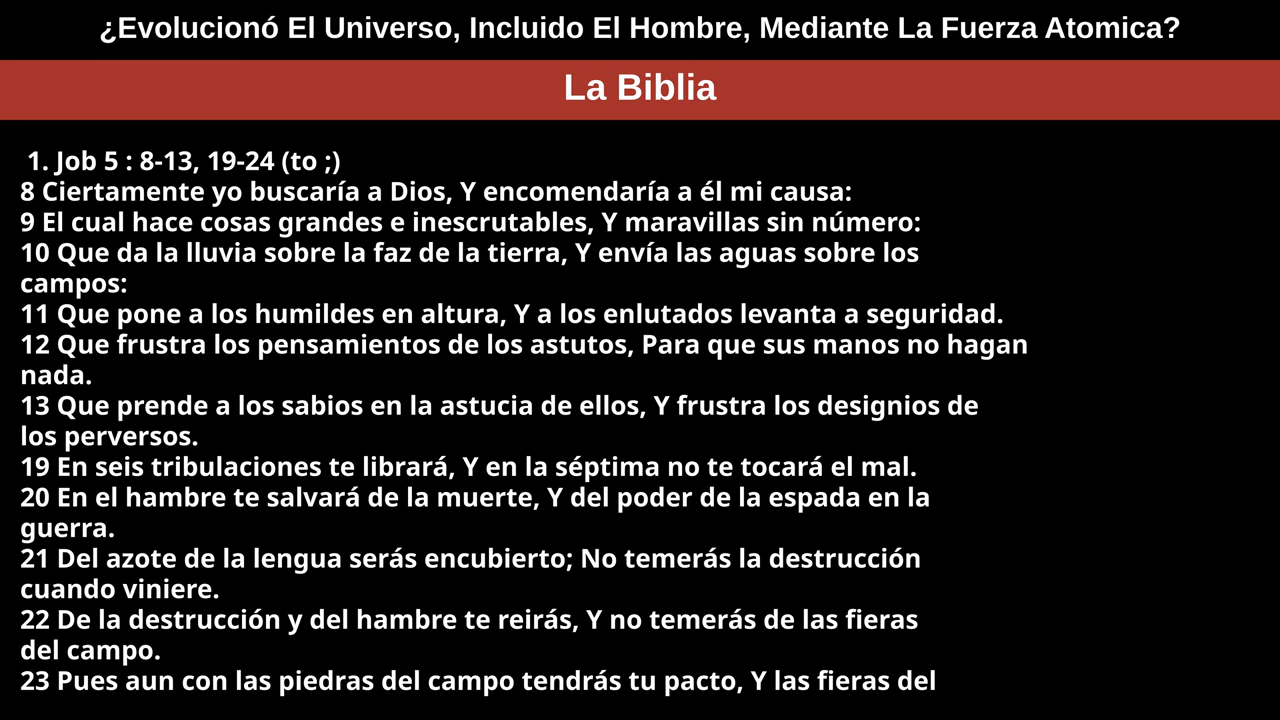 ¿Evolucionó El Universo, Incluido El Hombre, Mediante La Fuerza Atomica?
La Biblia
1. Job 5 : 8-13, 19-24 (to ;)
8 Ciertamente yo buscaría a Dios, Y encomendaría a él mi causa:
9 El cual hace cosas grandes e inescrutables, Y maravillas sin número:
10 Que da la lluvia sobre la faz de la tierra, Y envía las aguas sobre los
campos:
11 Que pone a los humildes en altura, Y a los enlutados levanta a seguridad.
12 Que frustra los pensamientos de los astutos, Para que sus manos no hagan
nada.
13 Que prende a los sabios en la astucia de ellos, Y frustra los designios de
los perversos.
19 En seis tribulaciones te librará, Y en la séptima no te tocará el mal.
20 En el hambre te salvará de la muerte, Y del poder de la espada en la
guerra.
21 Del azote de la lengua serás encubierto; No temerás la destrucción
cuando viniere.
22 De la destrucción y del hambre te reirás, Y no temerás de las fieras
del campo.
23 Pues aun con las piedras del campo tendrás tu pacto, Y las fieras del